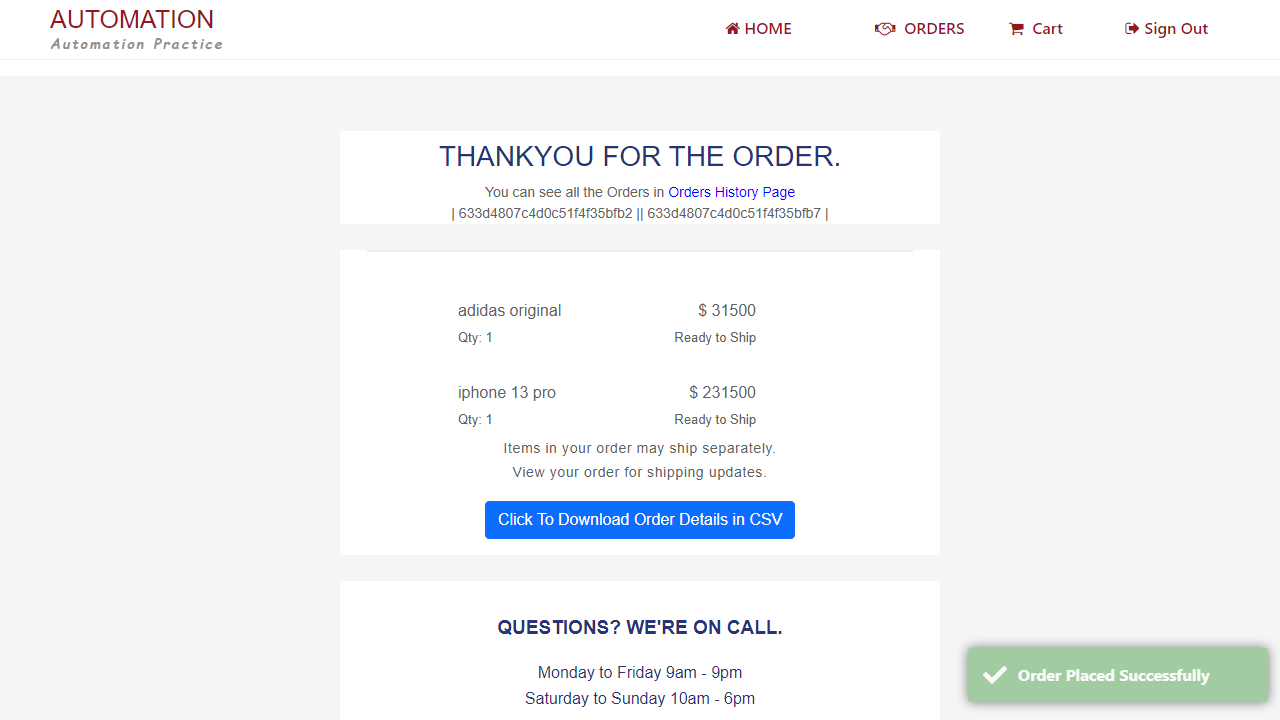 AUTOMATION
Automation Practice
HOME
ORDERS
Cart
Sign Out
THANKYOU FOR THE ORDER.
You can see all the Orders in Orders History Page
| 633d4807c4d0c51f4f35bfb2 || 633d4807c4d0c51f4f35bfb7 |
adidas original $ 31500
Qty: 1 Ready to Ship
iphone 13 pro $ 231500
Qty: 1 Ready to Ship
Items in your order may ship separately.
View your order for shipping updates.
Click To Download Order Details in CSV
QUESTIONS? WE'RE ON CALL.
Monday to Friday 9am - 9pm
Saturday to Sunday 10am - 6pm
Order Placed Successfully